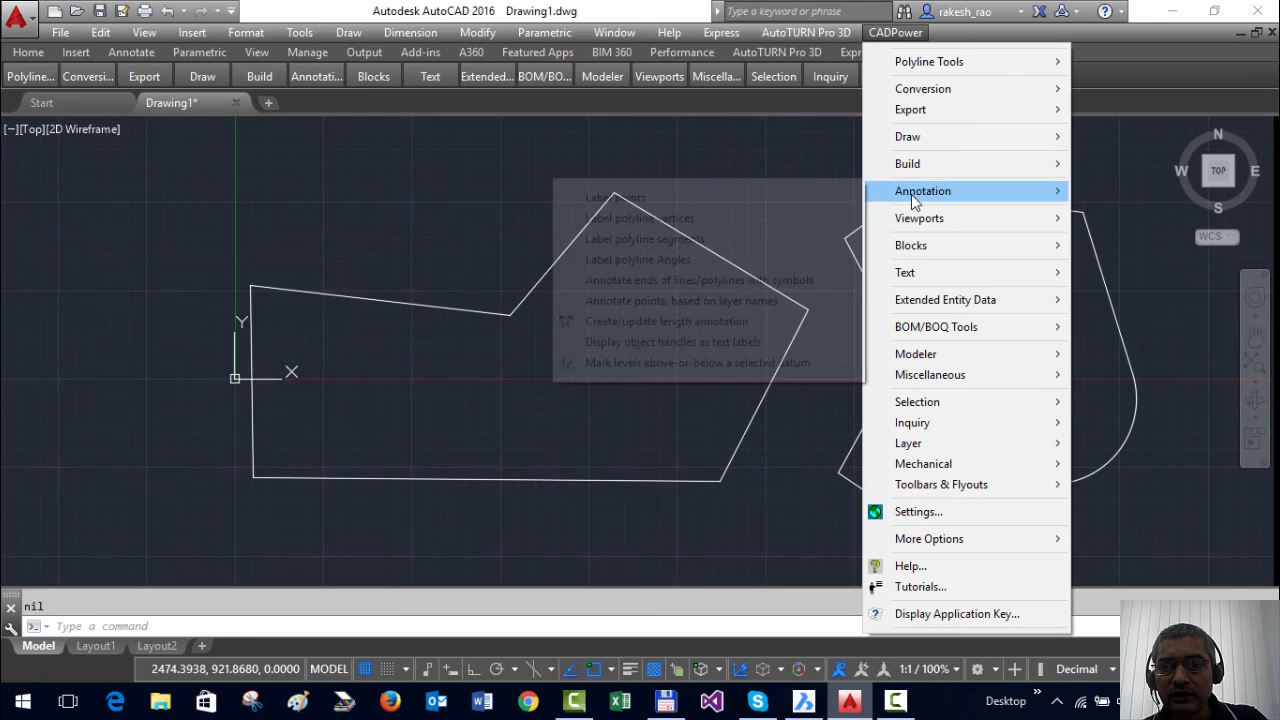 Autodesk AutoCAD 2016 Drawing1.dwg
Type a keyword or phrase
rakesh_rao
File Edit View Insert Format Tools Draw Dimension Modify Parametric Window Help Express AutoTURN Pro 3D CADPower
Home Insert Annotate Parametric View Manage Output Add-ins A360 Featured Apps BIM 360 Performance AutoTURN Pro 3D
Polyline... Conversi... Export Draw Build Annotati... Blocks Text Extended... BOM/BO... Modeler Viewports Miscella... Selection Inquiry
Start Drawing1*
[−][Top][2D Wireframe]
Label points
Label polyline vertices
Label polyline segments
Label polyline Angles
Annotate ends of lines/polylines with symbols
Annotate points, based on layer names
Create/update length annotation
Display object handles as text labels
Mark levels above-or-below a selected datum
Polyline Tools
Conversion
Export
Draw
Build
Annotation
Viewports
Blocks
Text
Extended Entity Data
BOM/BOQ Tools
Modeler
Miscellaneous
Selection
Inquiry
Layer
Mechanical
Toolbars & Flyouts
Settings...
More Options
Help...
Tutorials...
Display Application Key...
N
W TOP E
S
WCS
Y
X
nil
Type a command
Model Layout1 Layout2 +
2474.3938, 921.8680, 0.0000 MODEL 1:1 / 100% Decimal
Desktop